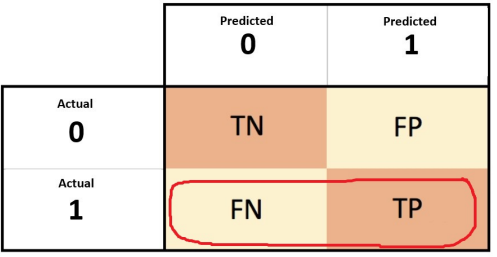 Predicted Predicted
0 1
Actual
0 TN FP
Actual
1 FN TP